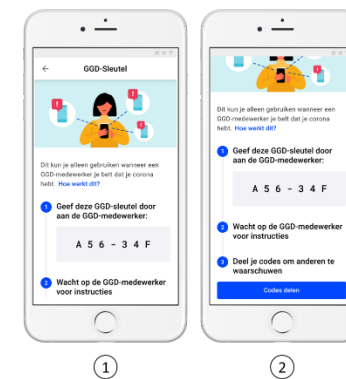 GGD-Sleutel
Dit kun je alleen gebruiken wanneer een
GGD-medewerker je belt dat je corona
hebt. Hoe werkt dit?
1 Geef deze GGD-sleutel door
aan de GGD-medewerker:
A 5 6 - 3 4 F
2 Wacht op de GGD-medewerker
voor instructies
1
Dit kun je alleen gebruiken wanneer een
GGD-medewerker je belt dat je corona
hebt. Hoe werkt dit?
1 Geef deze GGD-sleutel door
aan de GGD-medewerker:
A 5 6 - 3 4 F
2 Wacht op de GGD-medewerker
voor instructies
3 Deel je codes om anderen te
waarschuwen
Codes delen
2